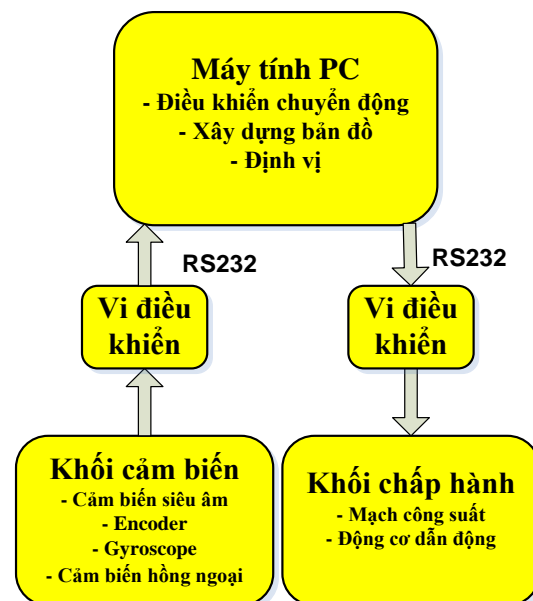 Máy tính PC
- Điều khiển chuyển động
- Xây dựng bản đồ
- Định vị
RS232
RS232
Vi điều
khiển
Vi điều
khiển
Khối cảm biến
- Cảm biến siêu âm
- Encoder
- Gyroscope
- Cảm biến hồng ngoại
Khối chấp hành
- Mạch công suất
- Động cơ dẫn động